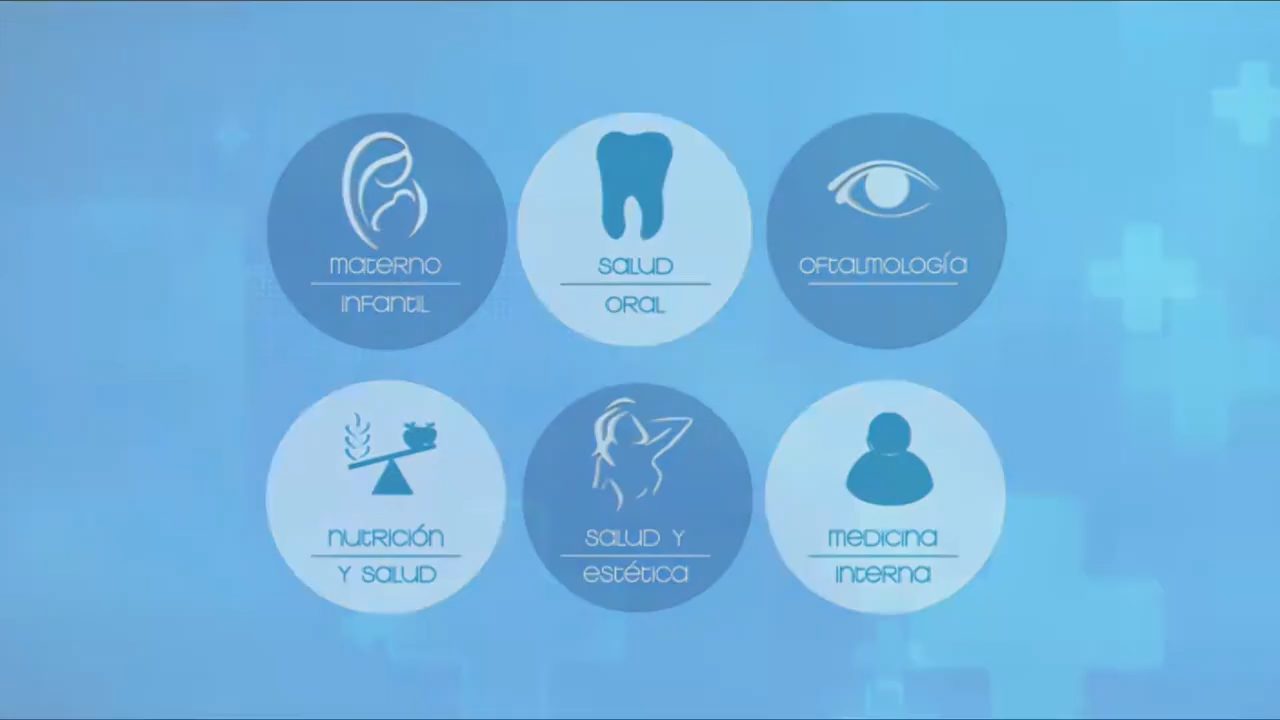 materno
infantil
salud
oral
oftalmología
nutrición
y salud
salud y
estética
medicina
interna